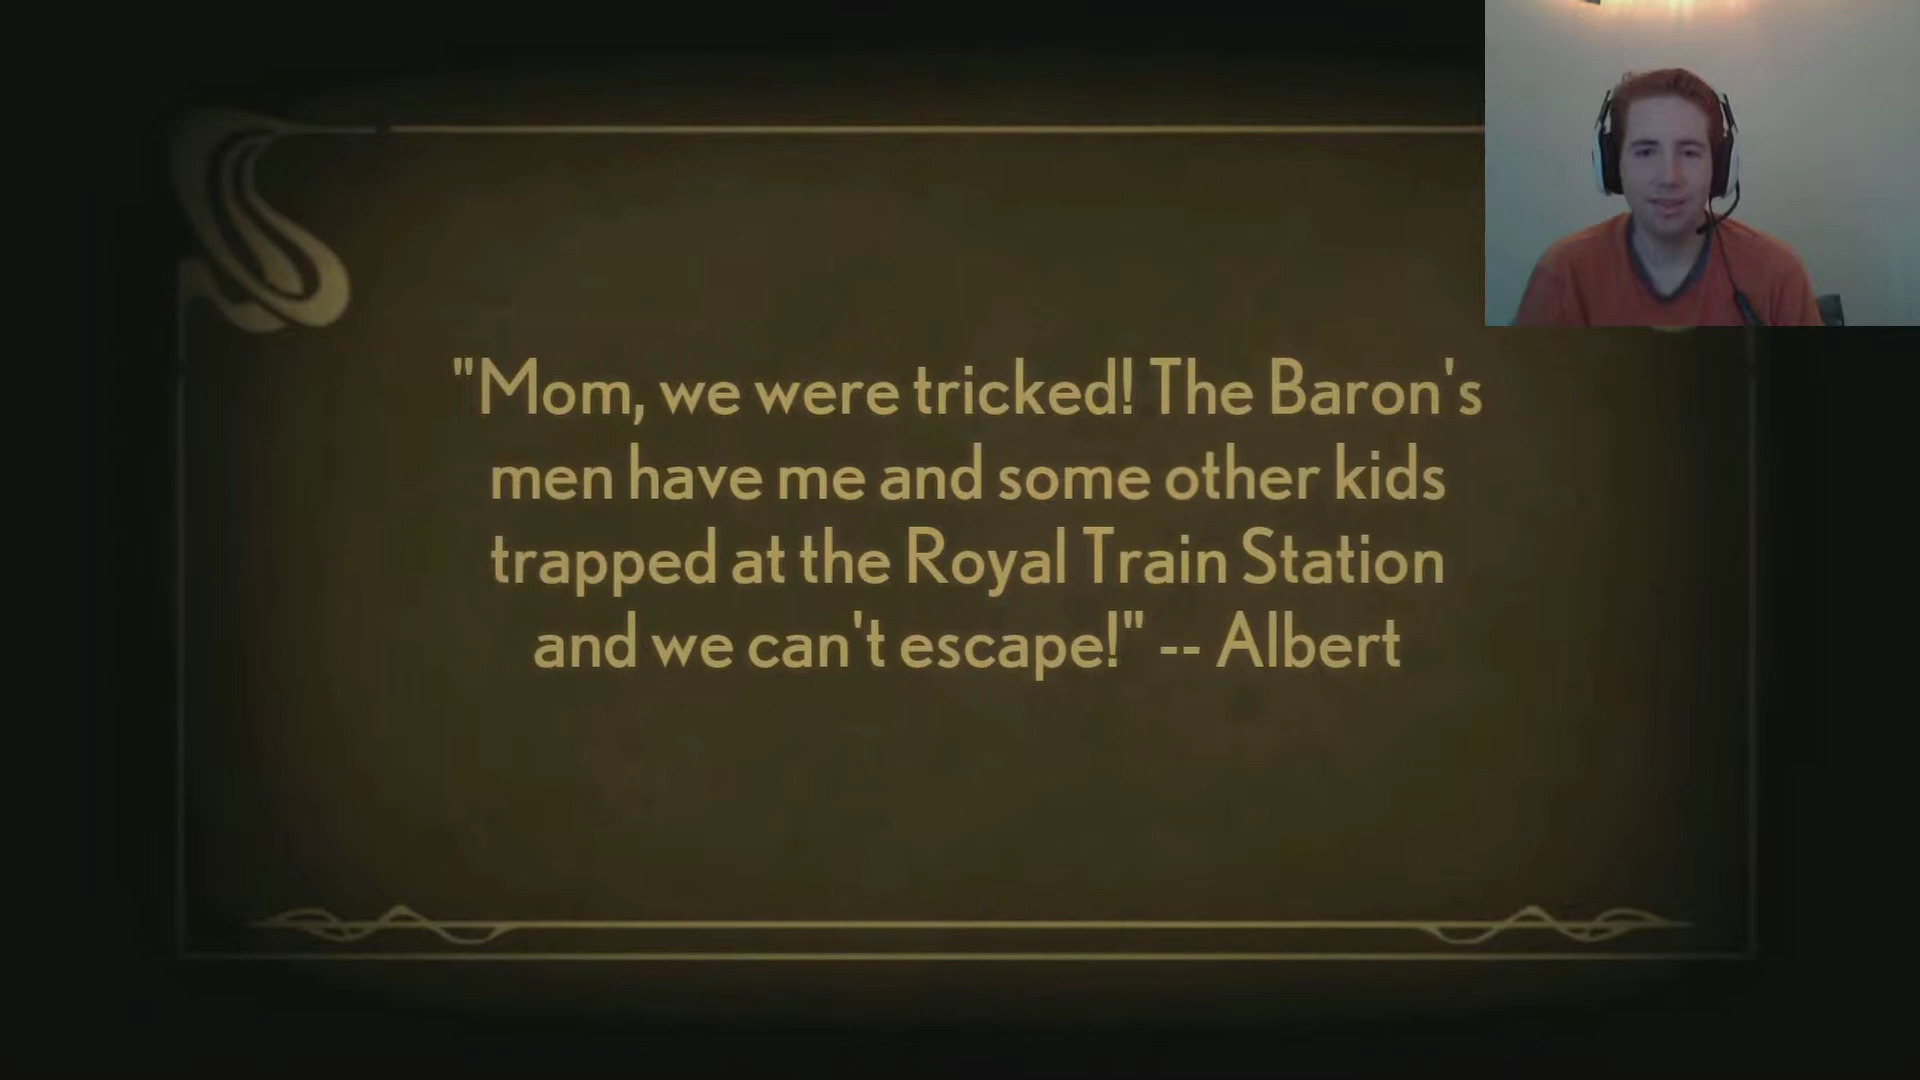 "Mom, we were tricked! The Baron's
men have me and some other kids
trapped at the Royal Train Station
and we can't escape!" -- Albert